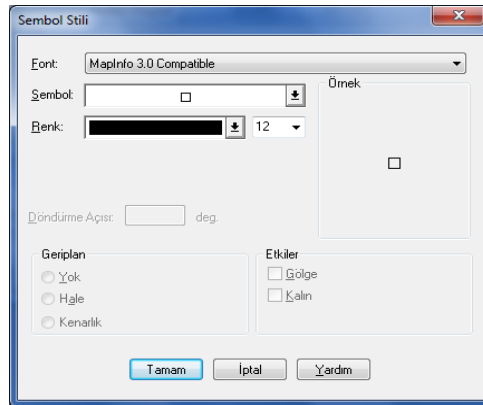 Sembol Stili
Font: MapInfo 3.0 Compatible
Sembol:
Örnek
Renk: 12
Döndürme Açısı: deg.
Geriplan
Yok
Hale
Kenarlık
Etkiler
Gölge
Kalın
Tamam İptal Yardım